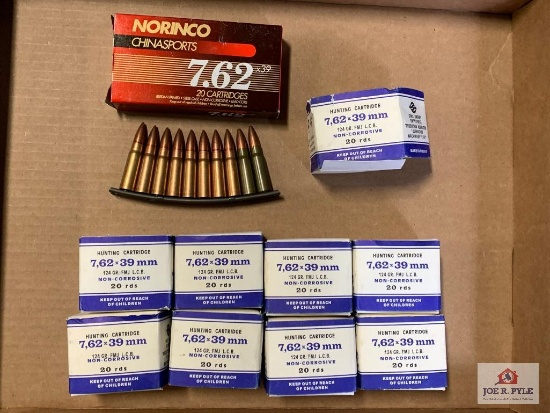 NORINCO
CHINASPORTS
7.62 ×39
20 CARTRIDGES
HUNTING CARTRIDGE
7,62×39 mm
124 GR. FMJ L.C.B.
NON-CORROSIVE
20 rds
KEEP OUT OF REACH
OF CHILDREN
HUNTING CARTRIDGE
7,62×39 mm
124 GR. FMJ L.C.B.
NON-CORROSIVE
20 rds
KEEP OUT OF REACH
OF CHILDREN
HUNTING CARTRIDGE
7,62×39 mm
124 GR. FMJ L.C.B.
NON-CORROSIVE
20 rds
KEEP OUT OF REACH
OF CHILDREN
HUNTING CARTRIDGE
7,62×39 mm
124 GR. FMJ L.C.B.
NON-CORROSIVE
20 rds
KEEP OUT OF REACH
OF CHILDREN
HUNTING CARTRIDGE
7,62×39 mm
124 GR. FMJ L.C.B.
NON-CORROSIVE
20 rds
KEEP OUT OF REACH
OF CHILDREN
HUNTING CARTRIDGE
7,62×39 mm
124 GR. FMJ L.C.B.
NON-CORROSIVE
20 rds
KEEP OUT OF REACH
OF CHILDREN
HUNTING CARTRIDGE
7,62×39 mm
124 GR. FMJ L.C.B.
NON-CORROSIVE
20 rds
KEEP OUT OF REACH
OF CHILDREN
HUNTING CARTRIDGE
7,62×39 mm
124 GR. FMJ L.C.B.
NON-CORROSIVE
20 rds
KEEP OUT OF REACH
OF CHILDREN
HUNTING CARTRIDGE
7,62×39 mm
124 GR. FMJ L.C.B.
NON-CORROSIVE
20 rds
KEEP OUT OF REACH
OF CHILDREN
JOE R. PYLE